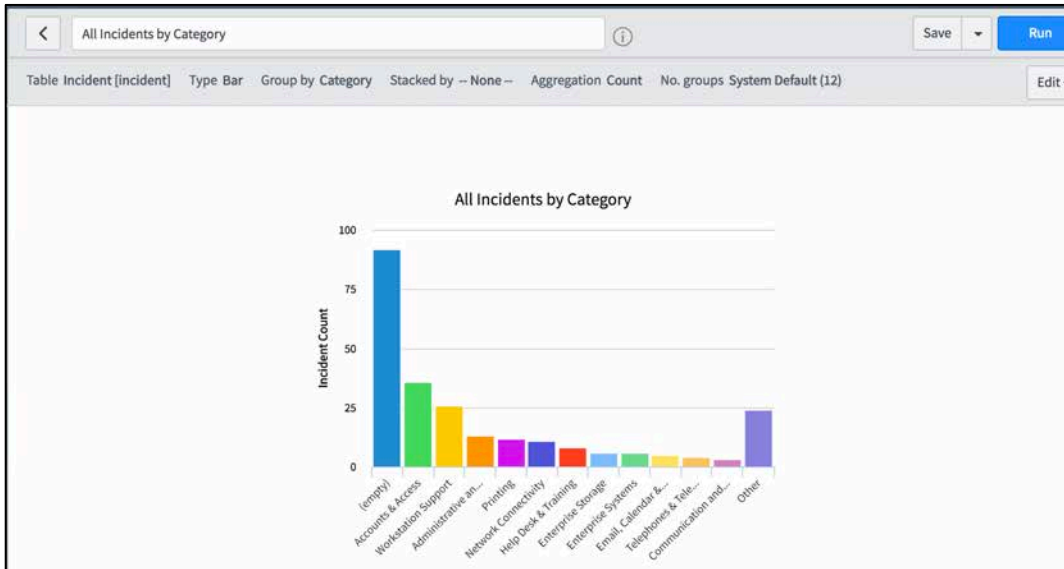 All Incidents by Category
Save
Run
Table Incident [incident] Type Bar Group by Category Stacked by -- None -- Aggregation Count No. groups System Default (12)
Edit
All Incidents by Category
100
75
50
25
0
Incident Count
(empty)
Accounts & Access
Workstation Support
Administrative an...
Printing
Network Connectivity
Help Desk & Training
Enterprise Storage
Enterprise Systems
Email, Calendar &...
Telephones & Tele...
Communication and...
Other